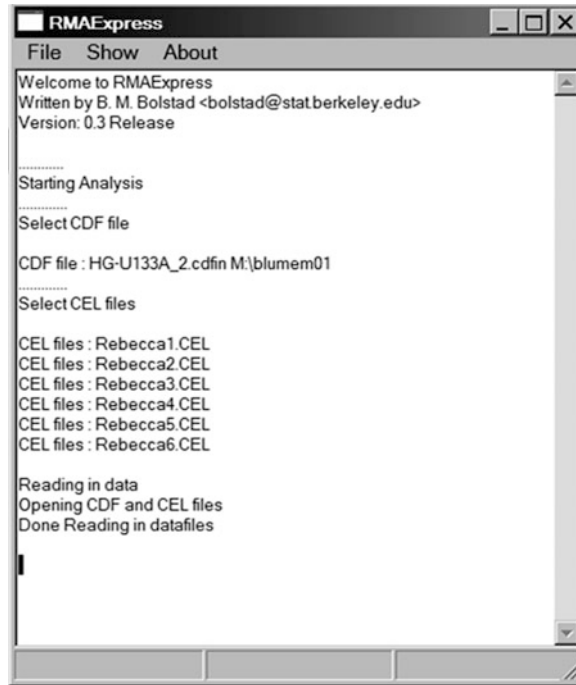 RMAExpress
File Show About
Welcome to RMAExpress
Written by B. M. Bolstad <bolstad@stat.berkeley.edu>
Version: 0.3 Release
............
Starting Analysis
............
Select CDF file
CDF file : HG-U133A_2.cdfin M:\blumem01
............
Select CEL files
CEL files : Rebecca1.CEL
CEL files : Rebecca2.CEL
CEL files : Rebecca3.CEL
CEL files : Rebecca4.CEL
CEL files : Rebecca5.CEL
CEL files : Rebecca6.CEL
Reading in data
Opening CDF and CEL files
Done Reading in datafiles